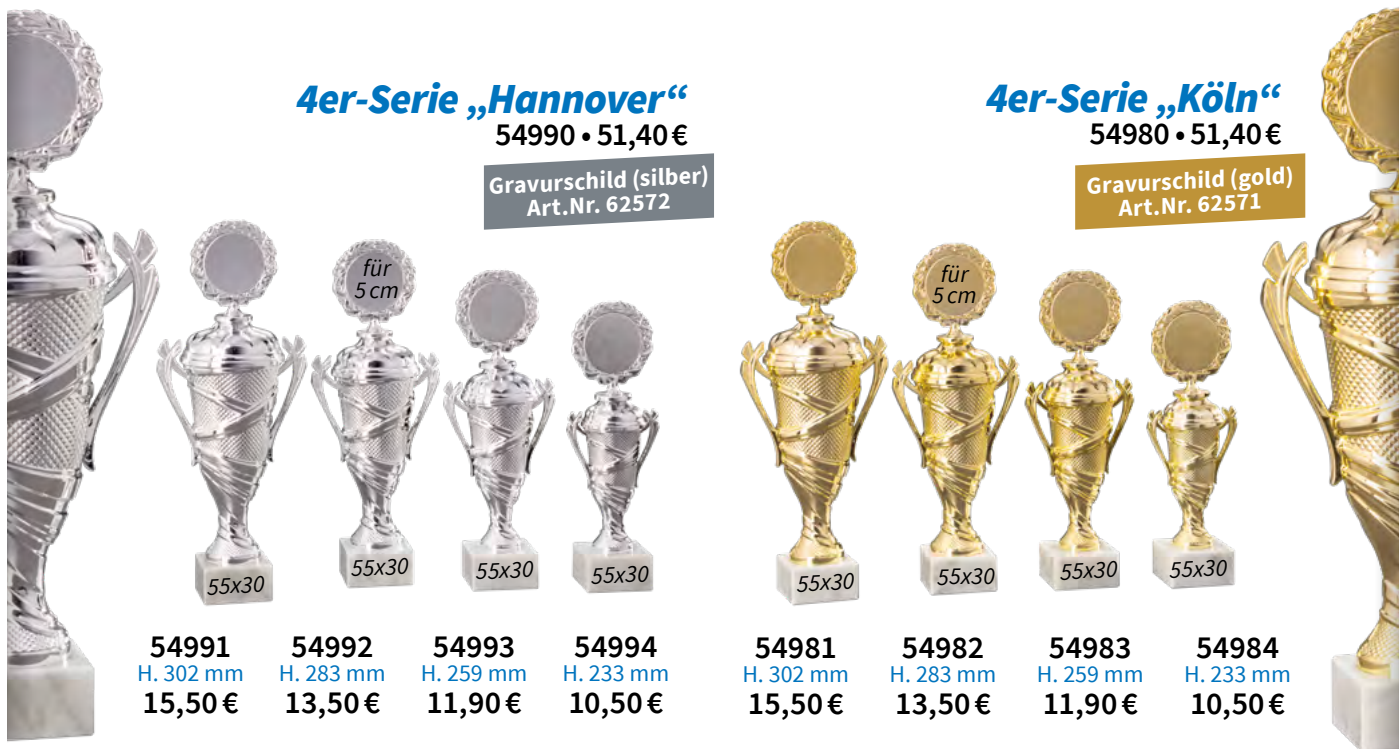 4er-Serie „Hannover“
54990 • 51,40 €
Gravurschild (silber)
Art.Nr. 62572
für
5 cm
55x30
55x30
55x30
55x30
54991
H. 302 mm
15,50 €
54992
H. 283 mm
13,50 €
54993
H. 259 mm
11,90 €
54994
H. 233 mm
10,50 €
4er-Serie „Köln“
54980 • 51,40 €
Gravurschild (gold)
Art.Nr. 62571
für
5 cm
55x30
55x30
55x30
55x30
54981
H. 302 mm
15,50 €
54982
H. 283 mm
13,50 €
54983
H. 259 mm
11,90 €
54984
H. 233 mm
10,50 €